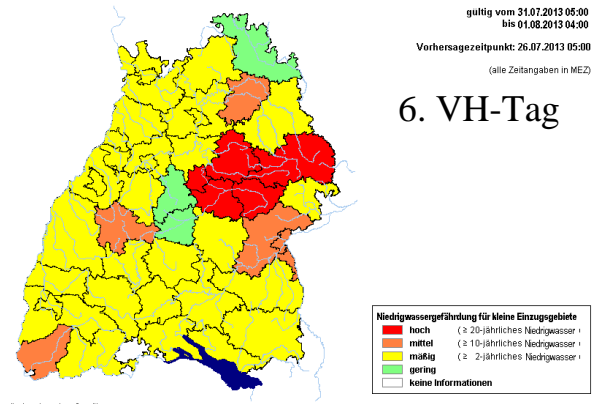 gültig vom 31.07.2013 05:00
bis 01.08.2013 04:00
Vorhersagezeitpunkt: 26.07.2013 05:00
(alle Zeitangaben in MEZ)
6. VH-Tag
Niedrigwassergefährdung für kleine Einzugsgebiete
hoch (≥ 20-jährliches Niedrigwasser
mittel (≥ 10-jährliches Niedrigwasser
mäßig (≥ 2-jährliches Niedrigwasser
gering
keine Informationen